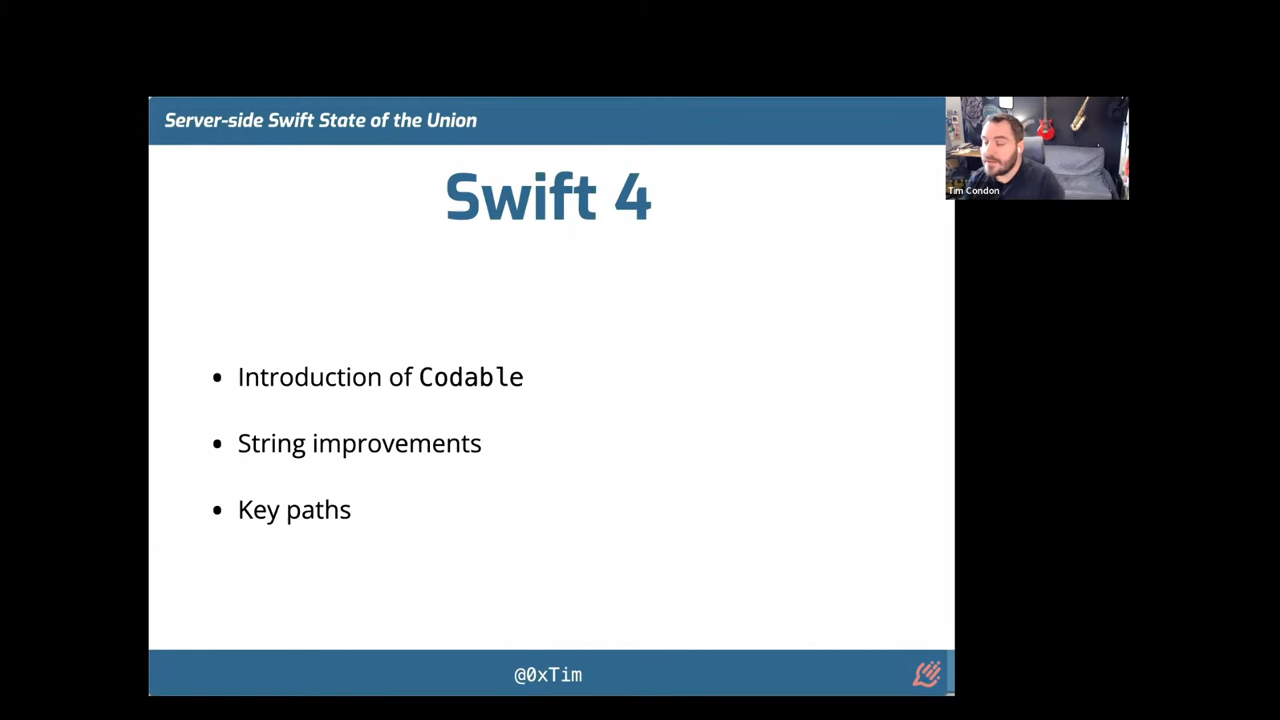 Server-side Swift State of the Union
Tim Condon
Swift 4
• Introduction of Codable
• String improvements
• Key paths
@0xTim